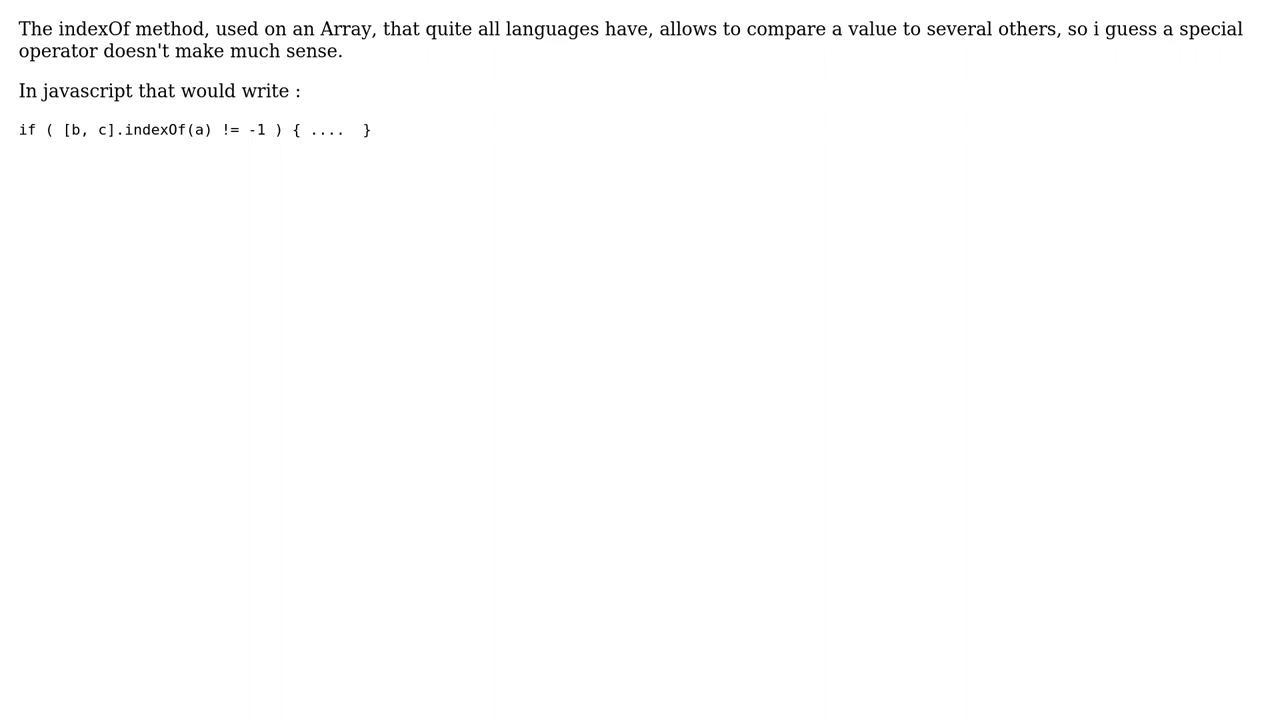 The indexOf method, used on an Array, that quite all languages have, allows to compare a value to several others, so i guess a special
operator doesn't make much sense.
In javascript that would write :
if ( [b, c].indexOf(a) != -1 ) { ....  }